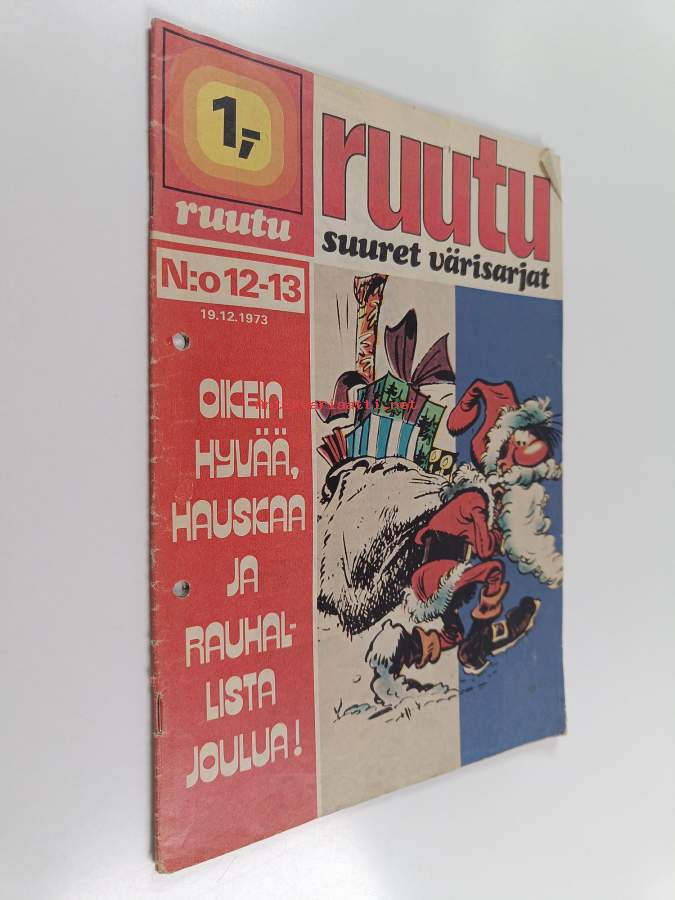 1,-
ruutu
ruutu
suuret värisarjat
N:o 12-13
19.12.1973
OIKEIN
HYVÄÄ,
HAUSKAA
JA
RAUHAL-
LISTA
JOULUA!